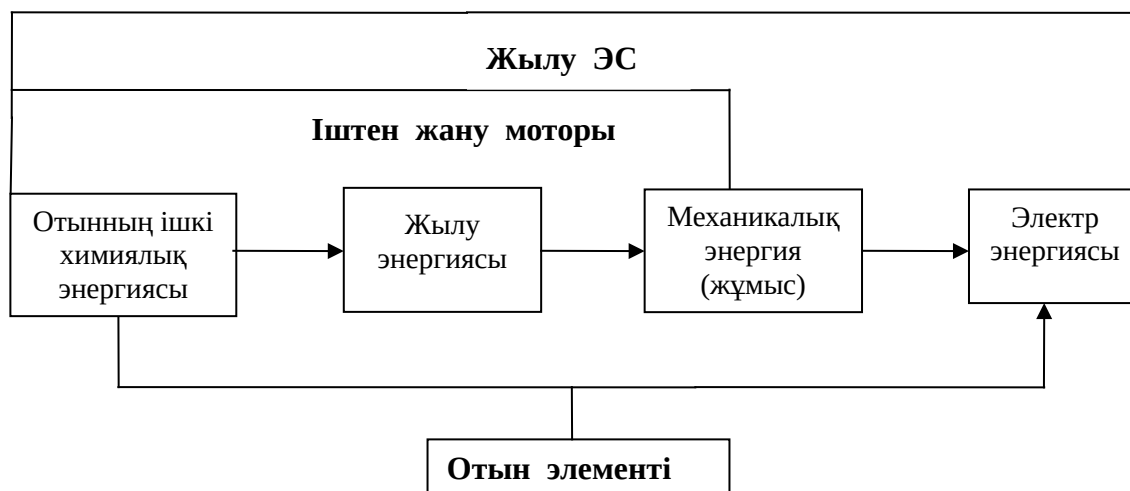 Жылу ЭС
Іштен жану моторы
Отынның ішкі
химиялық
энергиясы
Жылу
энергиясы
Механикалық
энергия
(жұмыс)
Электр
энергиясы
Отын элементі